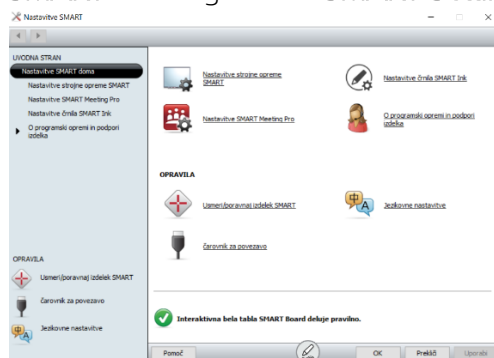 Nastavitve SMART
UVODNA STRAN
Nastavitve SMART doma
Nastavitve strojne opreme SMART
Nastavitve SMART Meeting Pro
Nastavitve črnila SMART Ink
O programski opremi in podpori
izdelka
Nastavitve strojne opreme
SMART
Nastavitve črnila SMART Ink
Nastavitve SMART Meeting Pro
O programski opremi in podpori
izdelka
OPRAVILA
Usmeri/poravnaj izdelek SMART
Jezikovne nastavitve
čarovnik za povezavo
OPRAVILA
Usmeri/poravnaj izdelek SMART
čarovnik za povezavo
Jezikovne nastavitve
Interaktivna bela tabla SMART Board deluje pravilno.
Pomoč
OK
Prekliči
Uporabi